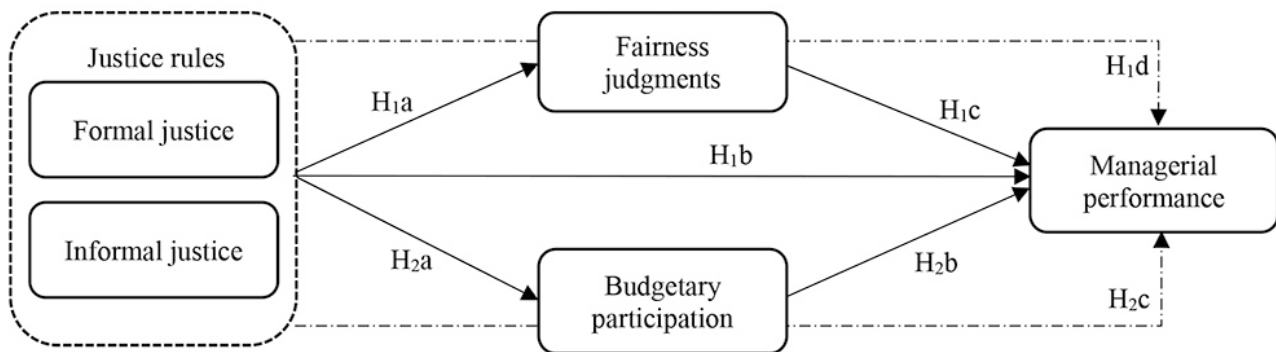 Justice rules
Formal justice
Informal justice
Fairness
judgments
Budgetary
participation
Managerial
performance
H₁a
H₁b
H₁c
H₁d
H₂a
H₂b
H₂c